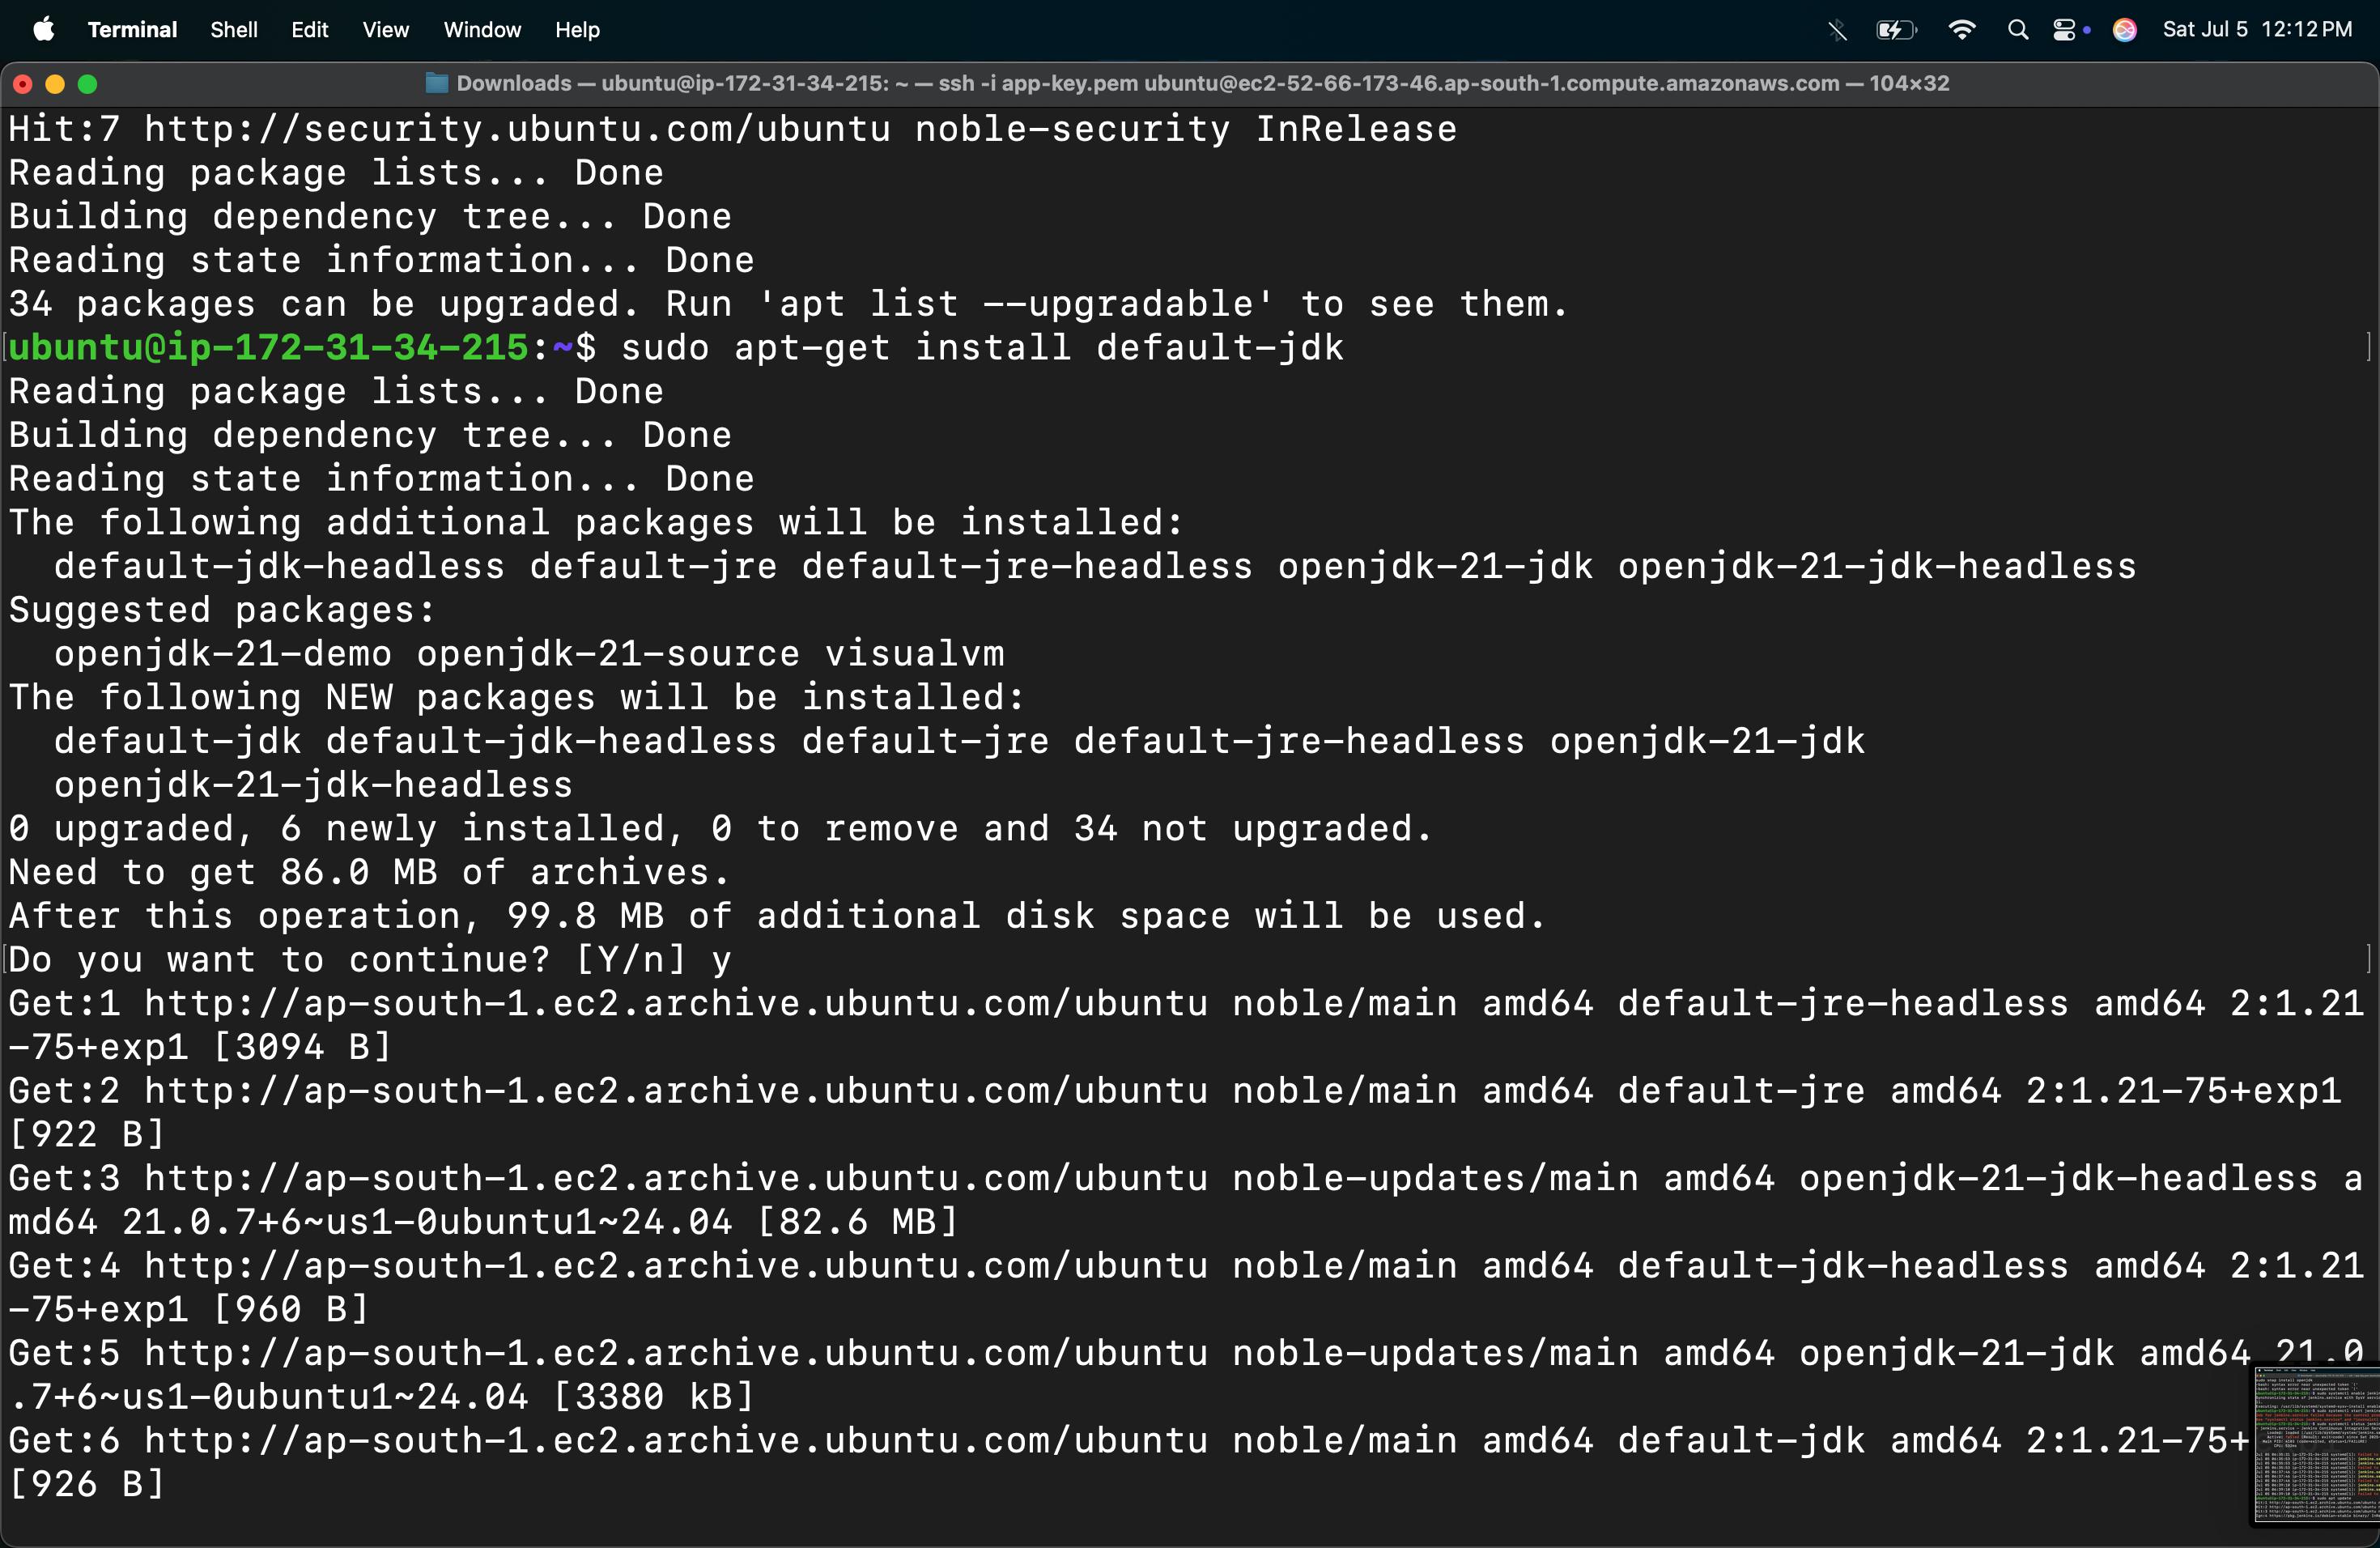 Terminal Shell Edit View Window Help Sat Jul 5 12:12 PM
Downloads — ubuntu@ip-172-31-34-215: ~ — ssh -i app-key.pem ubuntu@ec2-52-66-173-46.ap-south-1.compute.amazonaws.com — 104×32
Hit:7 http://security.ubuntu.com/ubuntu noble-security InRelease
Reading package lists... Done
Building dependency tree... Done
Reading state information... Done
34 packages can be upgraded. Run 'apt list --upgradable' to see them.
[ubuntu@ip-172-31-34-215:~$ sudo apt-get install default-jdk ]
Reading package lists... Done
Building dependency tree... Done
Reading state information... Done
The following additional packages will be installed:
  default-jdk-headless default-jre default-jre-headless openjdk-21-jdk openjdk-21-jdk-headless
Suggested packages:
  openjdk-21-demo openjdk-21-source visualvm
The following NEW packages will be installed:
  default-jdk default-jdk-headless default-jre default-jre-headless openjdk-21-jdk
  openjdk-21-jdk-headless
0 upgraded, 6 newly installed, 0 to remove and 34 not upgraded.
Need to get 86.0 MB of archives.
After this operation, 99.8 MB of additional disk space will be used.
[Do you want to continue? [Y/n] y ]
Get:1 http://ap-south-1.ec2.archive.ubuntu.com/ubuntu noble/main amd64 default-jre-headless amd64 2:1.21
-75+exp1 [3094 B]
Get:2 http://ap-south-1.ec2.archive.ubuntu.com/ubuntu noble/main amd64 default-jre amd64 2:1.21-75+exp1
[922 B]
Get:3 http://ap-south-1.ec2.archive.ubuntu.com/ubuntu noble-updates/main amd64 openjdk-21-jdk-headless a
md64 21.0.7+6~us1-0ubuntu1~24.04 [82.6 MB]
Get:4 http://ap-south-1.ec2.archive.ubuntu.com/ubuntu noble/main amd64 default-jdk-headless amd64 2:1.21
-75+exp1 [960 B]
Get:5 http://ap-south-1.ec2.archive.ubuntu.com/ubuntu noble-updates/main amd64 openjdk-21-jdk amd64 21.0
.7+6~us1-0ubuntu1~24.04 [3380 kB]
Get:6 http://ap-south-1.ec2.archive.ubuntu.com/ubuntu noble/main amd64 default-jdk amd64 2:1.21-75+
[926 B]